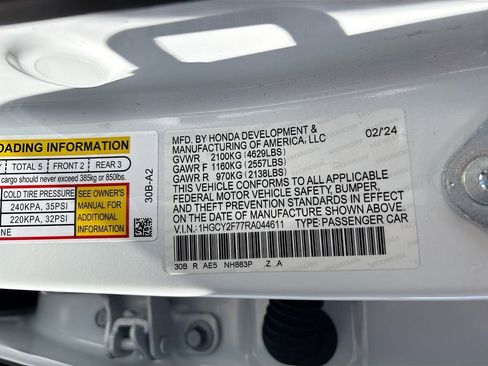 OADING INFORMATION
TOTAL 5 FRONT 2 REAR 3
cargo should never exceed 385kg or 850lbs.
COLD TIRE PRESSURE
240KPA, 35PSI
220KPA, 32PSI
SEE OWNER'S
MANUAL FOR
ADDITIONAL
INFORMATION
30B-A2
MFD. BY HONDA DEVELOPMENT & 02/24
MANUFACTURING OF AMERICA, LLC
GVWR 2100KG (4629LBS)
GAWR F 1160KG (2557LBS)
GAWR R 970KG (2138LBS)
THIS VEHICLE CONFORMS TO ALL APPLICABLE
FEDERAL MOTOR VEHICLE SAFETY, BUMPER,
AND THEFT PREVENTION STANDARDS IN EFFECT
ON THE DATE OF MANUFACTURE SHOWN ABOVE.
V.I.N.: 1HGCY2F77RA044611 TYPE: PASSENGER CAR
30B R AE5 NH883P Z A